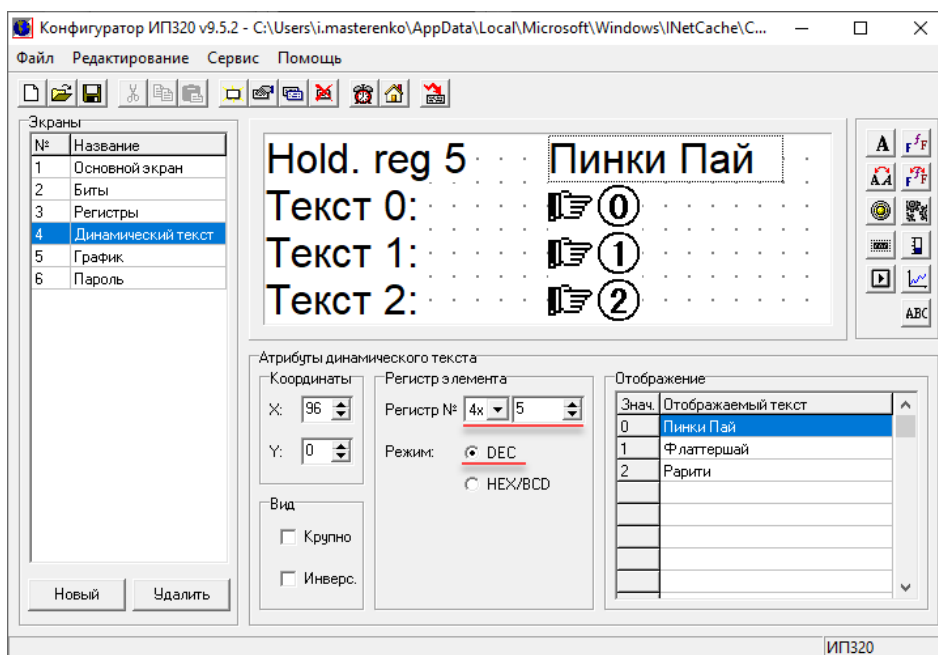 Конфигуратор ИП320 v9.5.2 - C:\Users\i.masterenko\AppData\Local\Microsoft\Windows\INetCache\C...
Файл Редактирование Сервис Помощь
Экраны
№ Название
1 Основной экран
2 Биты
3 Регистры
4 Динамический текст
5 График
6 Пароль
Новый Удалить
Hold. reg 5 Пинки Пай
Текст 0: 0
Текст 1: 1
Текст 2: 2
A FfF
AA FF
ABC
Атрибуты динамического текста
Координаты
X: 96
Y: 0
Вид
Крупно
Инверс.
Регистр элемента
Регистр № 4x 5
Режим: DEC
HEX/BCD
Отображение
Знач. Отображаемый текст
0 Пинки Пай
1 Флаттершай
2 Рарити
ИП320